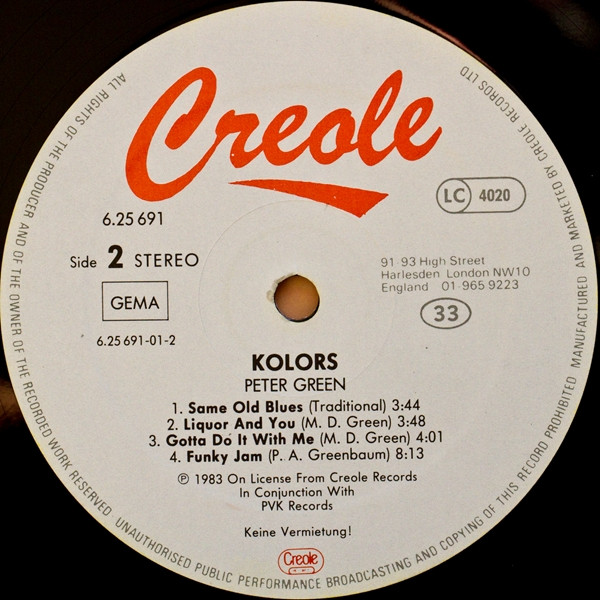 Creole
LC 4020
6.25 691
Side 2 STEREO
GEMA
6.25 691-01-2
91-93 High Street
Harlesden London NW10
England 01-965 9223
33
KOLORS
PETER GREEN
1. Same Old Blues (Traditional) 3:44
2. Liquor And You (M. D. Green) 3:48
3. Gotta Do It With Me (M. D. Green) 4:01
4. Funky Jam (P. A. Greenbaum) 8:13
℗ 1983 On License From Creole Records
In Conjunction With
PVK Records
Keine Vermietung!
Creole
ALL RIGHTS OF THE PRODUCER AND OF THE OWNER OF THE RECORDED WORK RESERVED UNAUTHORISED PUBLIC PERFORMANCE BROADCASTING AND COPYING OF THIS RECORD PROHIBITED MANUFACTURED AND MARKETED BY CREOLE RECORDS LTD